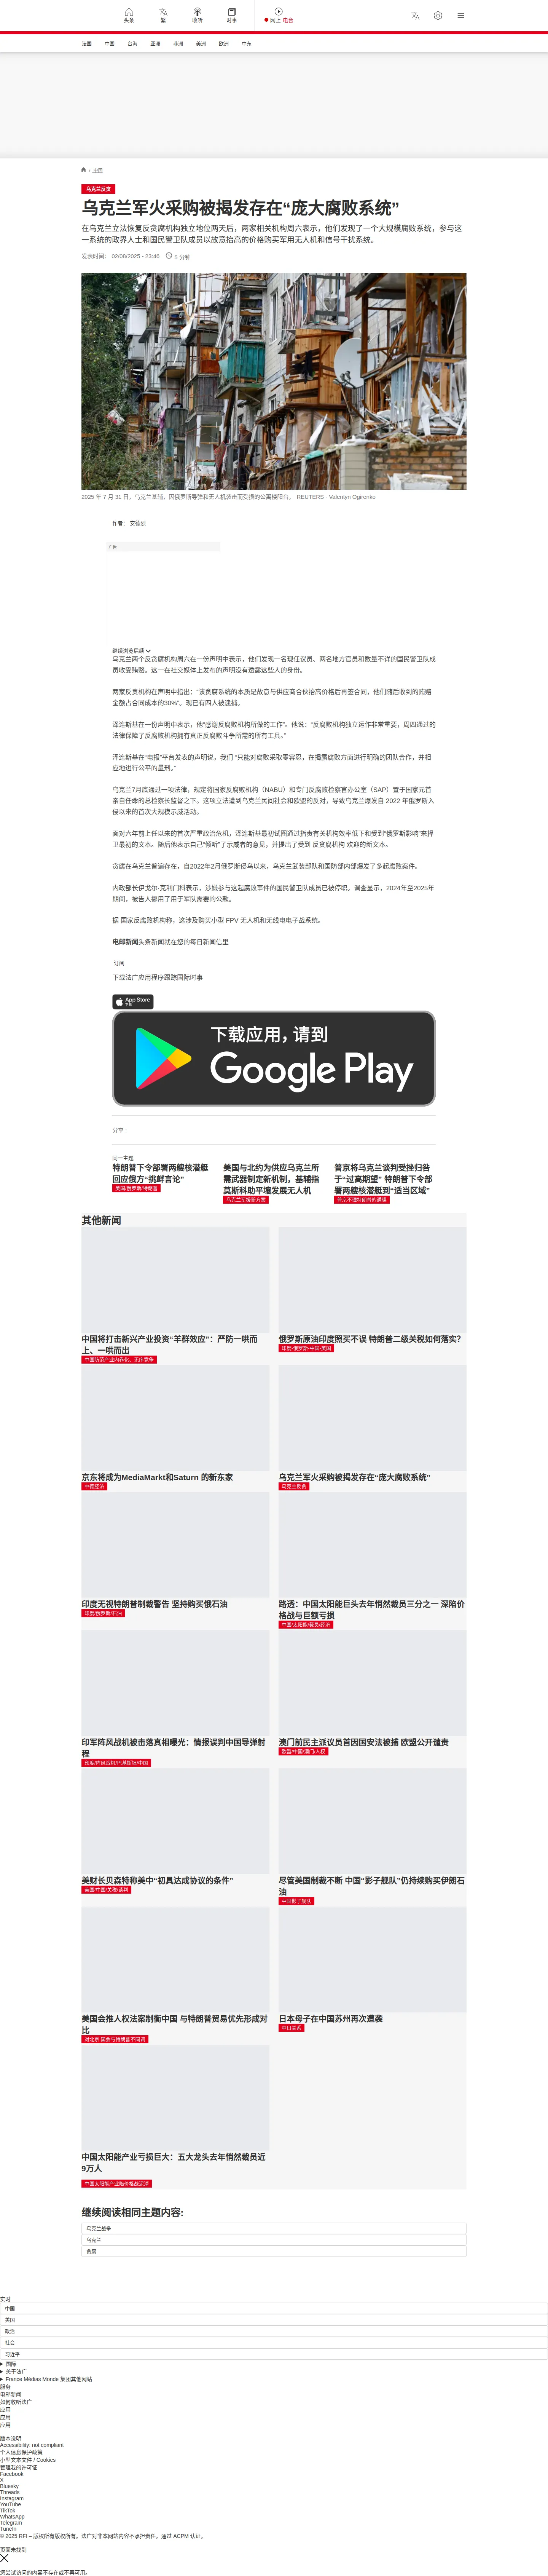 头条
繁
收听
时事
网上 电台
法国
中国
台海
亚洲
非洲
美洲
欧洲
中东
/ 中国
乌克兰反贪
乌克兰军火采购被揭发存在“庞大腐败系统”
在乌克兰立法恢复反贪腐机构独立地位两天后，两家相关机构周六表示，他们发现了一个大规模腐败系统，参与这
一系统的政界人士和国民警卫队成员以故意抬高的价格购买军用无人机和信号干扰系统。
发表时间： 02/08/2025 - 23:46
5 分钟
2025 年 7 月 31 日，乌克兰基辅，因俄罗斯导弹和无人机袭击而受损的公寓楼阳台。 REUTERS - Valentyn Ogirenko
作者： 安德烈
广告
继续浏览后续
乌克兰两个反贪腐机构周六在一份声明中表示，他们发现一名现任议员、两名地方官员和数量不详的国民警卫队成
员收受贿赂。这一在社交媒体上发布的声明没有透露这些人的身份。
两家反贪机构在声明中指出：“该贪腐系统的本质是故意与供应商合伙抬高价格后再签合同，他们随后收到的贿赂
金额占合同成本的30%”。现已有四人被逮捕。
泽连斯基在一份声明中表示，他“感谢反腐败机构所做的工作”。他说：“反腐败机构独立运作非常重要，周四通过的
法律保障了反腐败机构拥有真正反腐败斗争所需的所有工具。”
泽连斯基在“电报”平台发表的声明说，我们 “只能对腐败采取零容忍，在揭露腐败方面进行明确的团队合作，并相
应地进行公平的量刑。”
乌克兰7月底通过一项法律，规定将国家反腐败机构（NABU）和专门反腐败检察官办公室（SAP）置于国家元首
亲自任命的总检察长监督之下。这项立法遭到乌克兰民间社会和欧盟的反对，导致乌克兰爆发自 2022 年俄罗斯入
侵以来的首次大规模示威活动。
面对六年前上任以来的首次严重政治危机，泽连斯基最初试图通过指责有关机构效率低下和受到“俄罗斯影响”来捍
卫最初的文本。随后他表示自己“倾听”了示威者的意见，并提出了受到 反贪腐机构 欢迎的新文本。
贪腐在乌克兰普遍存在，自2022年2月俄罗斯侵乌以来，乌克兰武装部队和国防部内部爆发了多起腐败案件。
内政部长伊戈尔·克利门科表示，涉嫌参与这起腐败事件的国民警卫队成员已被停职。调查显示，2024年至2025年
期间，被告人挪用了用于军队需要的公款。
据 国家反腐败机构称，这涉及购买小型 FPV 无人机和无线电电子战系统。
电邮新闻头条新闻就在您的每日新闻信里
订阅
下载法广应用程序跟踪国际时事
App Store
下载
下载应用，请到
Google Play
分享 :
同一主题
特朗普下令部署两艘核潜艇
回应俄方“挑衅言论”
美国/俄罗斯/特朗普
美国与北约为供应乌克兰所
需武器制定新机制，基辅指
莫斯科助平壤发展无人机
乌克兰军援新方案
普京将乌克兰谈判受挫归咎
于“过高期望” 特朗普下令部
署两艘核潜艇到“适当区域”
普京不理特朗普的通牒
其他新闻
中国将打击新兴产业投资“羊群效应”：严防一哄而
上、一哄而出
中国防范产业内卷化、无序竞争
俄罗斯原油印度照买不误 特朗普二级关税如何落实？
印度·俄罗斯·中国·美国
京东将成为MediaMarkt和Saturn 的新东家
中德经济
乌克兰军火采购被揭发存在“庞大腐败系统”
乌克兰反贪
印度无视特朗普制裁警告 坚持购买俄石油
印度/俄罗斯/石油
路透：中国太阳能巨头去年悄然裁员三分之一 深陷价
格战与巨额亏损
中国/太阳能/裁员/经济
印军阵风战机被击落真相曝光：情报误判中国导弹射
程
印度/阵风战机/巴基斯坦/中国
澳门前民主派议员首因国安法被捕 欧盟公开谴责
欧盟/中国/澳门/人权
美财长贝森特称美中“初具达成协议的条件”
美国/中国/关税/谈判
尽管美国制裁不断 中国“影子舰队”仍持续购买伊朗石
油
中国影子舰队
美国会推人权法案制衡中国 与特朗普贸易优先形成对
比
对北京 国会与特朗普不同调
日本母子在中国苏州再次遭袭
中日关系
中国太阳能产业亏损巨大：五大龙头去年悄然裁员近
9万人
中国太阳能产业陷价格战泥潭
继续阅读相同主题内容:
乌克兰战争
乌克兰
贪腐
实时
中国
美国
政治
社会
习近平
国际
关于法广
France Médias Monde 集团其他网站
服务
电邮新闻
如何收听法广
应用
应用
应用
版本说明
Accessibility: not compliant
个人信息保护政策
小型文本文件 / Cookies
管理我的许可证
Facebook
X
Bluesky
Threads
Instagram
YouTube
TikTok
WhatsApp
Telegram
TuneIn
© 2025 RFI – 版权所有版权所有。法广对非本网站内容不承担责任。通过 ACPM 认证。
页面未找到
您尝试访问的内容不存在或不再可用。